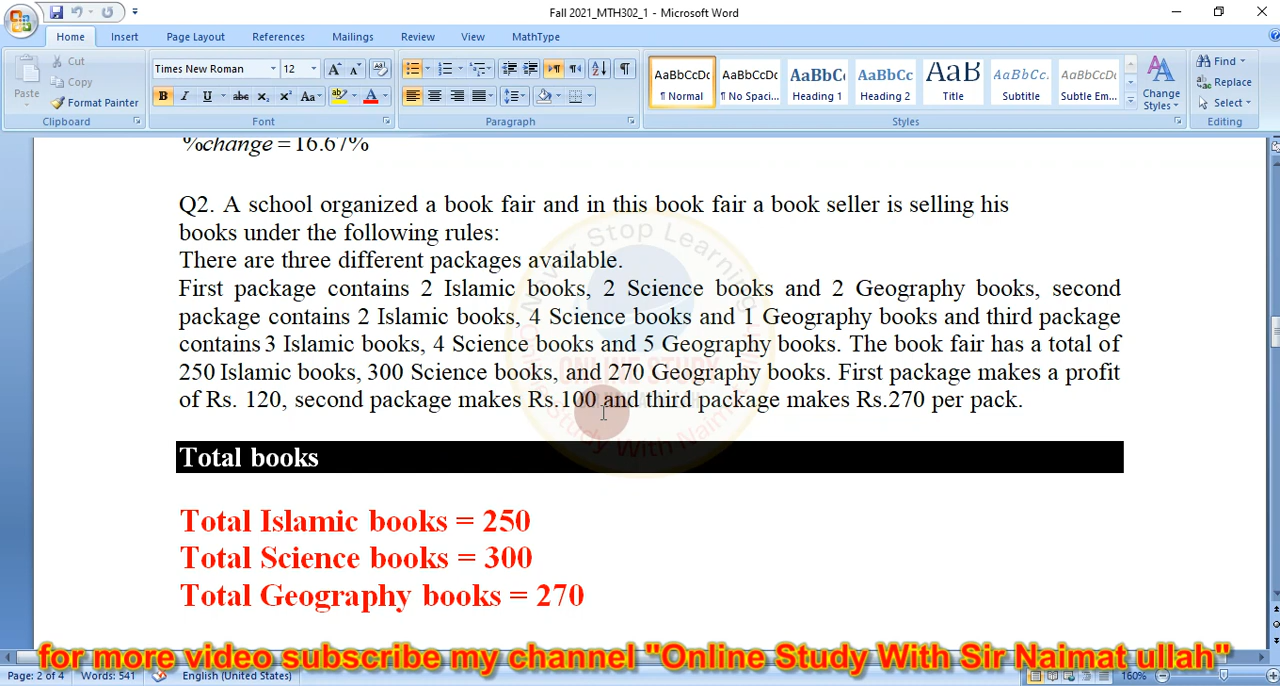 Fall 2021_MTH302_1 - Microsoft Word
Home Insert Page Layout References Mailings Review View MathType
Cut
Copy
Format Painter
Paste
Times New Roman 12
AaBbCcDc AaBbCcDc AaBbC AaBbCc AaB AaBbCc. AaBbCcDc
¶ Normal ¶ No Spaci... Heading 1 Heading 2 Title Subtitle Subtle Em...
Change Styles
Find
Replace
Select
Clipboard Font Paragraph Styles Editing
%change = 16.67%
Q2. A school organized a book fair and in this book fair a book seller is selling his
books under the following rules:
There are three different packages available.
First package contains 2 Islamic books, 2 Science books and 2 Geography books, second
package contains 2 Islamic books, 4 Science books and 1 Geography books and third package
contains 3 Islamic books, 4 Science books and 5 Geography books. The book fair has a total of
250 Islamic books, 300 Science books, and 270 Geography books. First package makes a profit
of Rs. 120, second package makes Rs.100 and third package makes Rs.270 per pack.
Never Stop Learning
ONLINE STUDY
Study With Naim
Total books
Total Islamic books = 250
Total Science books = 300
Total Geography books = 270
for more video subscribe my channel "Online Study With Sir Naimat ullah"
Page: 2 of 4 Words: 541 English (United States) 160%